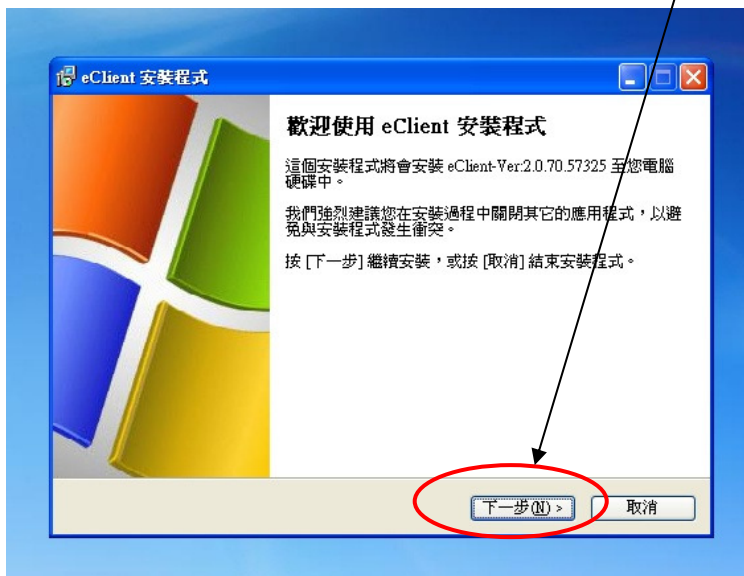 eClient 安裝程式
歡迎使用 eClient 安裝程式
這個安裝程式將會安裝 eClient-Ver:2.0.70.57325 至您電腦
硬碟中。
我們強烈建議您在安裝過程中關閉其它的應用程式，以避
免與安裝程式發生衝突。
按 [下一步] 繼續安裝，或按 [取消] 結束安裝程式。
下一步(N) > 取消